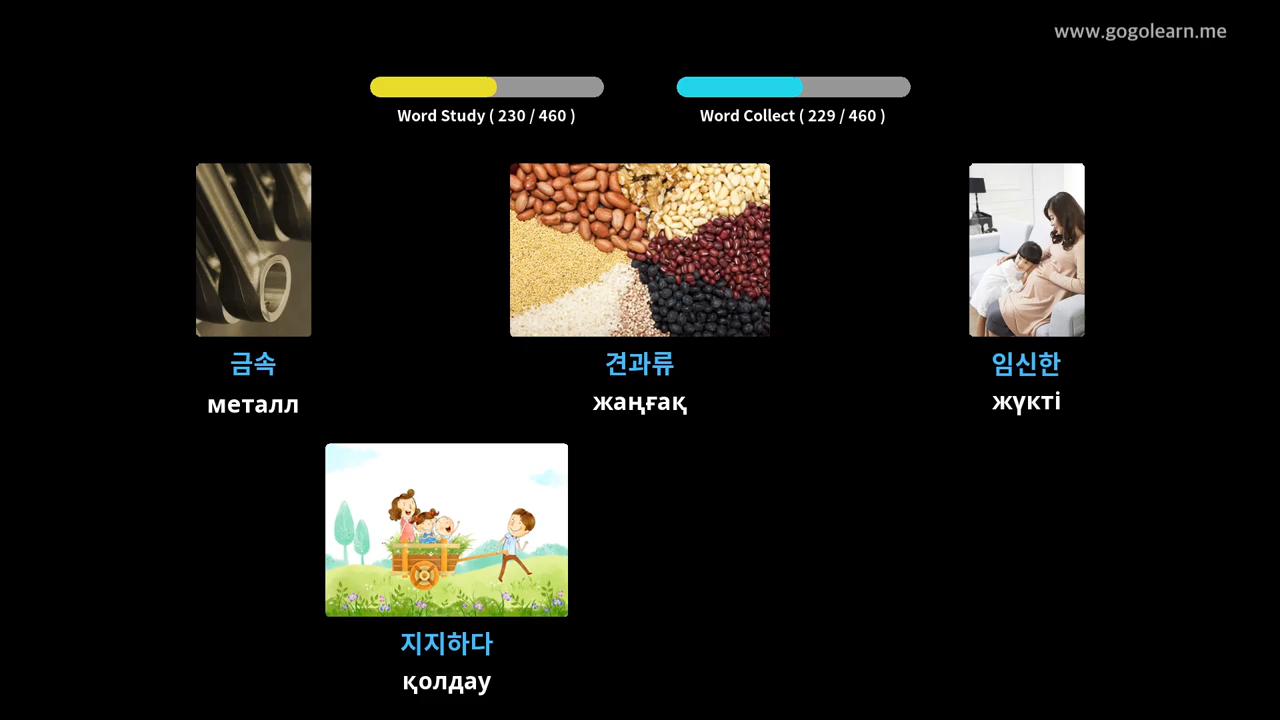 www.gogolearn.me
Word Study ( 230 / 460 )
Word Collect ( 229 / 460 )
금속
металл
견과류
жаңғақ
임신한
жүкті
지지하다
қолдау